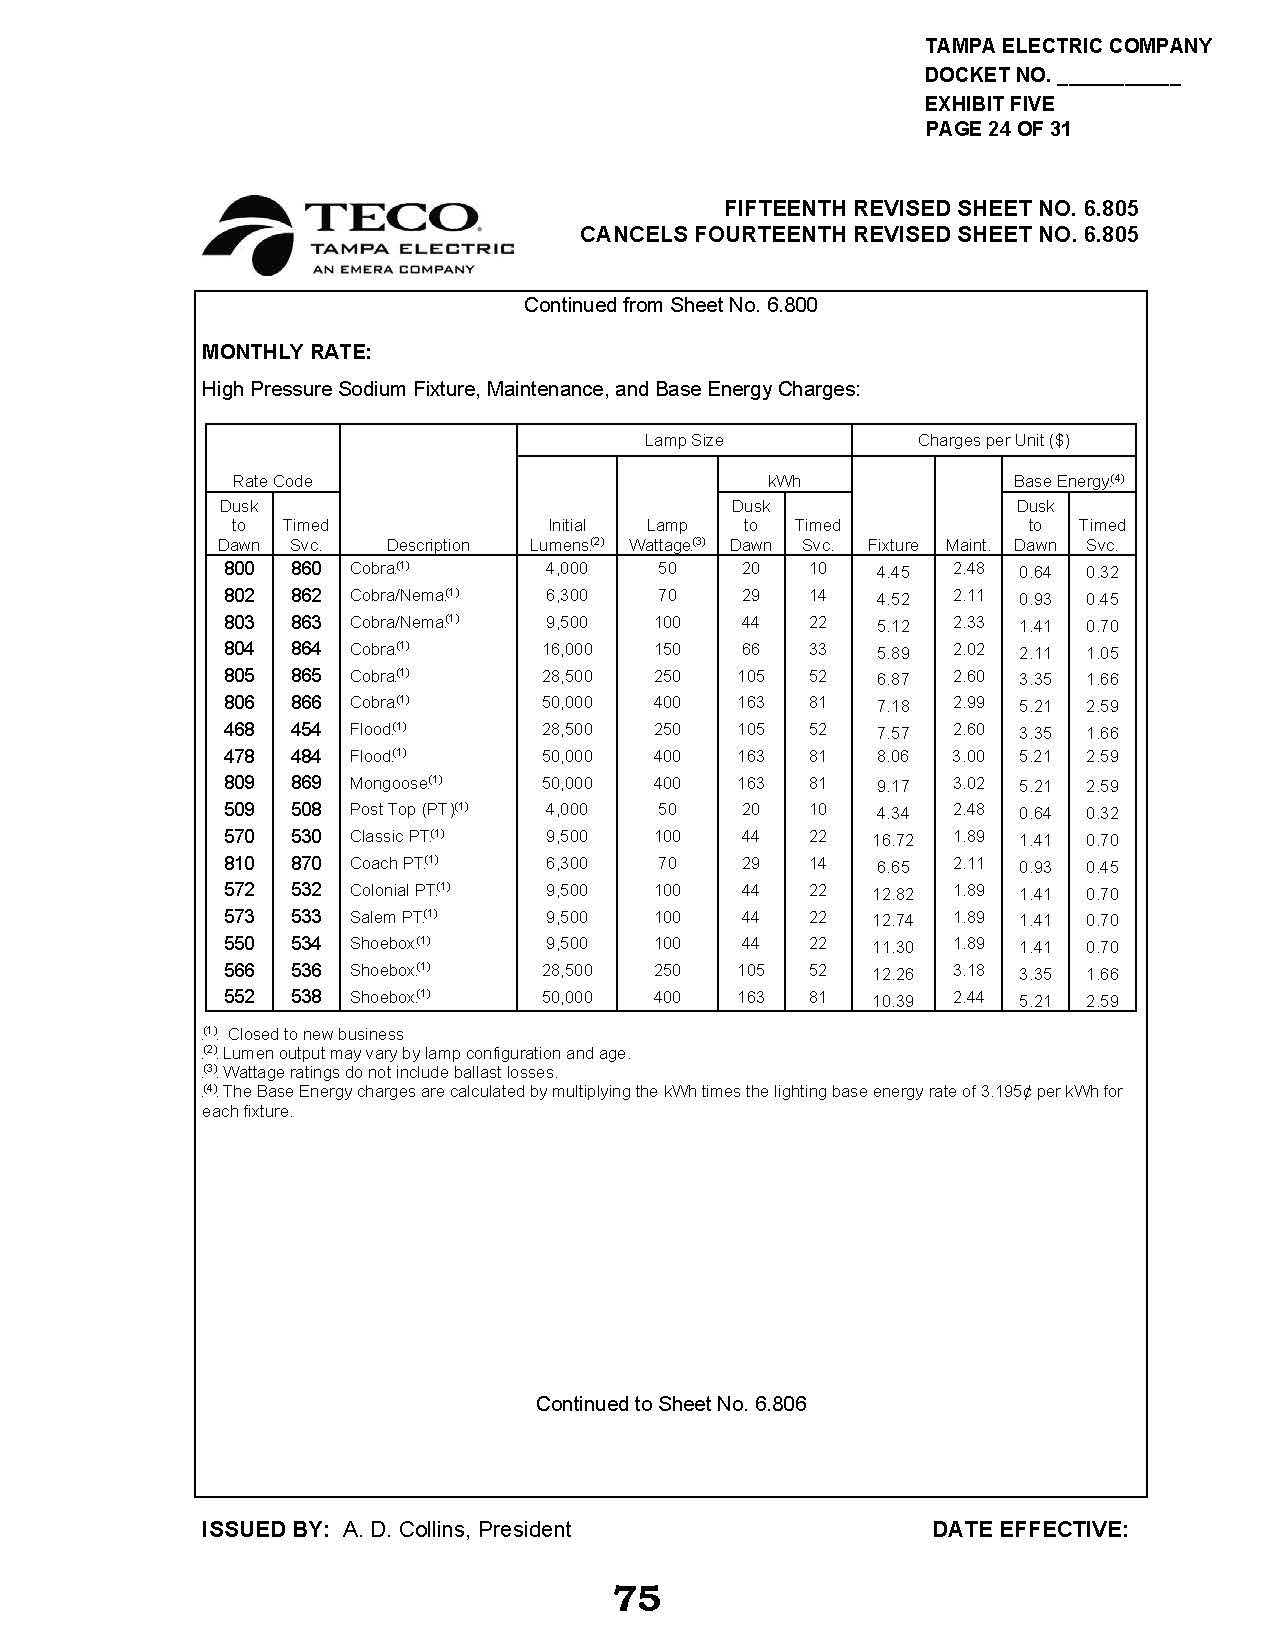 TAMPA ELECTRIC COMPANY
DOCKET NO. ___________
EXHIBIT FIVE
PAGE 24 OF 31
TECO.
TAMPA ELECTRIC
AN EMERA COMPANY
FIFTEENTH REVISED SHEET NO. 6.805
CANCELS FOURTEENTH REVISED SHEET NO. 6.805
Continued from Sheet No. 6.800
MONTHLY RATE:
High Pressure Sodium Fixture, Maintenance, and Base Energy Charges:
Lamp Size Charges per Unit ($)
Rate Code kWh Base Energy(4)
Dusk Dusk Dusk
to Timed Initial Lamp to Timed to Timed
Dawn Svc. Description Lumens(2) Wattage(3) Dawn Svc. Fixture Maint. Dawn Svc.
800 860 Cobra(1) 4,000 50 20 10 4.45 2.48 0.64 0.32
802 862 Cobra/Nema(1) 6,300 70 29 14 4.52 2.11 0.93 0.45
803 863 Cobra/Nema(1) 9,500 100 44 22 5.12 2.33 1.41 0.70
804 864 Cobra(1) 16,000 150 66 33 5.89 2.02 2.11 1.05
805 865 Cobra(1) 28,500 250 105 52 6.87 2.60 3.35 1.66
806 866 Cobra(1) 50,000 400 163 81 7.18 2.99 5.21 2.59
468 454 Flood(1) 28,500 250 105 52 7.57 2.60 3.35 1.66
478 484 Flood(1) 50,000 400 163 81 8.06 3.00 5.21 2.59
809 869 Mongoose(1) 50,000 400 163 81 9.17 3.02 5.21 2.59
509 508 Post Top (PT)(1) 4,000 50 20 10 4.34 2.48 0.64 0.32
570 530 Classic PT(1) 9,500 100 44 22 16.72 1.89 1.41 0.70
810 870 Coach PT(1) 6,300 70 29 14 6.65 2.11 0.93 0.45
572 532 Colonial PT(1) 9,500 100 44 22 12.82 1.89 1.41 0.70
573 533 Salem PT(1) 9,500 100 44 22 12.74 1.89 1.41 0.70
550 534 Shoebox(1) 9,500 100 44 22 11.30 1.89 1.41 0.70
566 536 Shoebox(1) 28,500 250 105 52 12.26 3.18 3.35 1.66
552 538 Shoebox(1) 50,000 400 163 81 10.39 2.44 5.21 2.59
(1) Closed to new business
(2) Lumen output may vary by lamp configuration and age.
(3) Wattage ratings do not include ballast losses.
(4) The Base Energy charges are calculated by multiplying the kWh times the lighting base energy rate of 3.195¢ per kWh for
each fixture.
Continued to Sheet No. 6.806
ISSUED BY: A. D. Collins, President DATE EFFECTIVE:
75